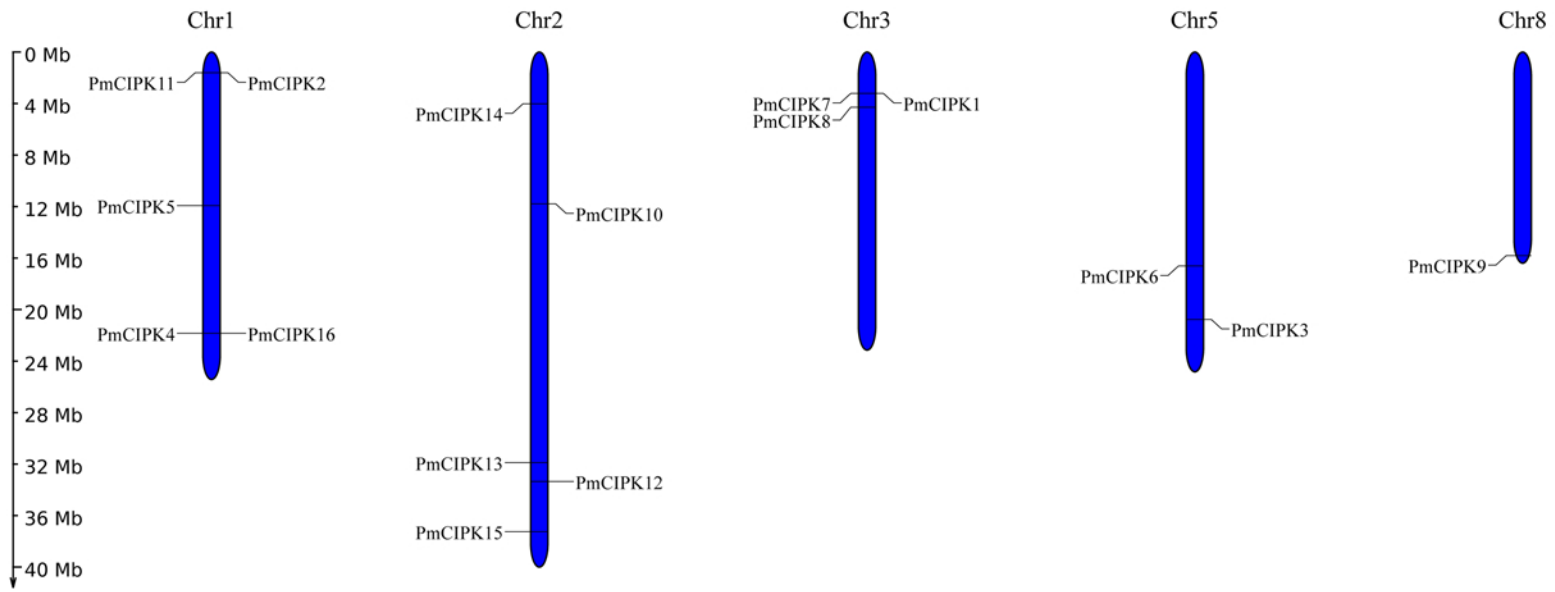 Chr1
Chr2
Chr3
Chr5
Chr8
0 Mb
4 Mb
8 Mb
12 Mb
16 Mb
20 Mb
24 Mb
28 Mb
32 Mb
36 Mb
40 Mb
PmCIPK11
PmCIPK2
PmCIPK5
PmCIPK4
PmCIPK16
PmCIPK14
PmCIPK10
PmCIPK13
PmCIPK12
PmCIPK15
PmCIPK7
PmCIPK1
PmCIPK8
PmCIPK6
PmCIPK3
PmCIPK9